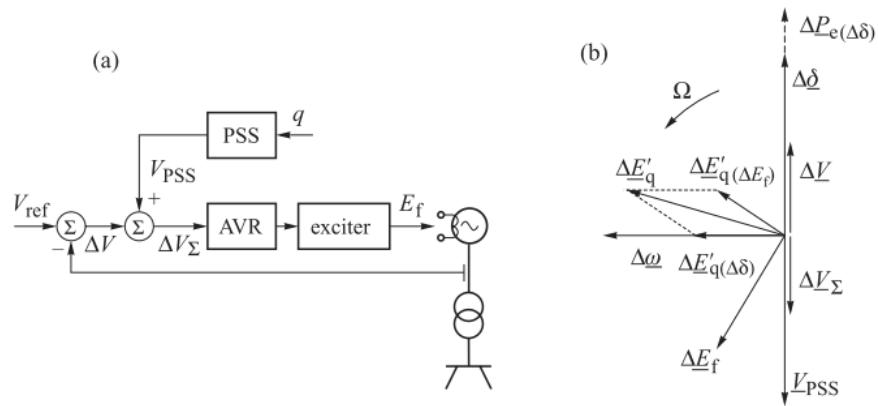 (a)
PSS
q
V_PSS
+
V_ref
Σ
−
ΔV
Σ
ΔV_Σ
AVR
exciter
E_f
~
(b)
ΔP_e(Δδ)
Δδ
Ω
ΔE′_q
ΔE′_q(ΔE_f)
ΔV
Δω
ΔE′_q(Δδ)
ΔV_Σ
ΔE_f
V_PSS